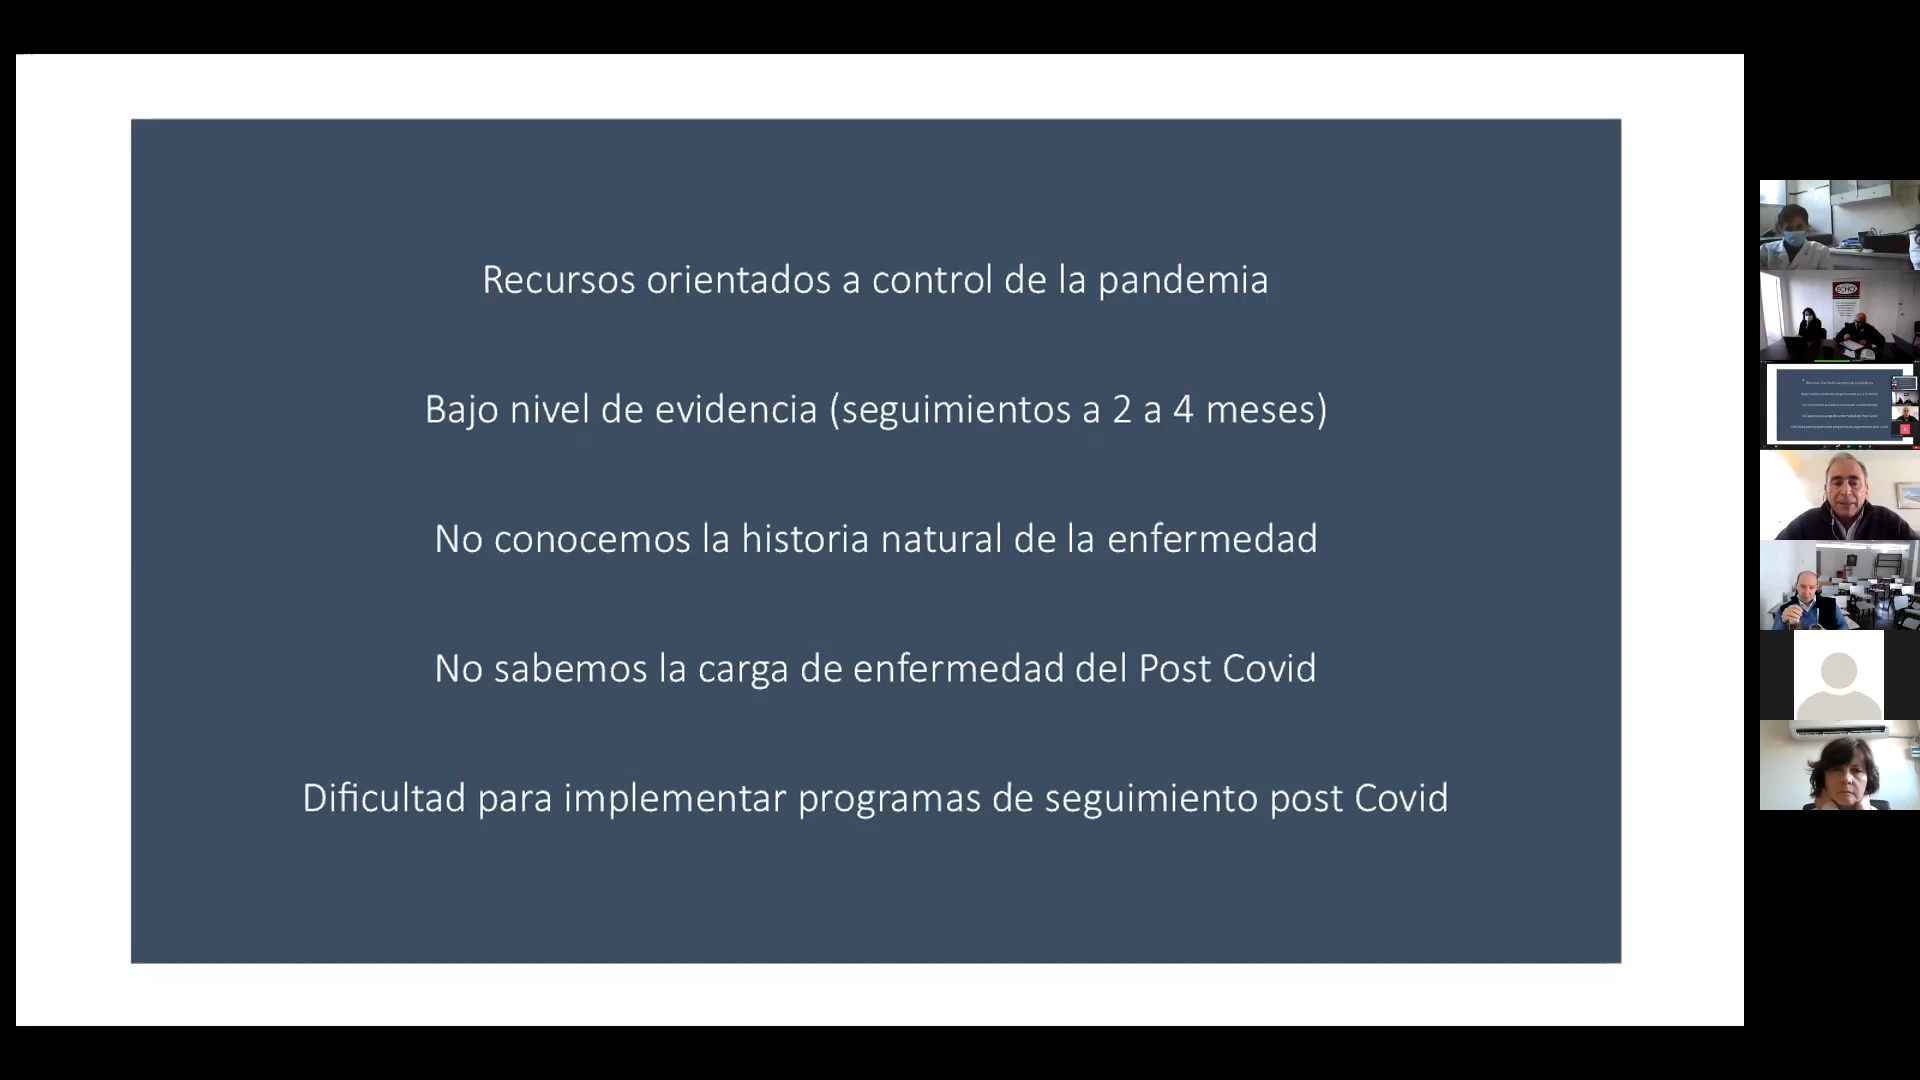 Recursos orientados a control de la pandemia
Bajo nivel de evidencia (seguimientos a 2 a 4 meses)
No conocemos la historia natural de la enfermedad
No sabemos la carga de enfermedad del Post Covid
Dificultad para implementar programas de seguimiento post Covid
ECHO